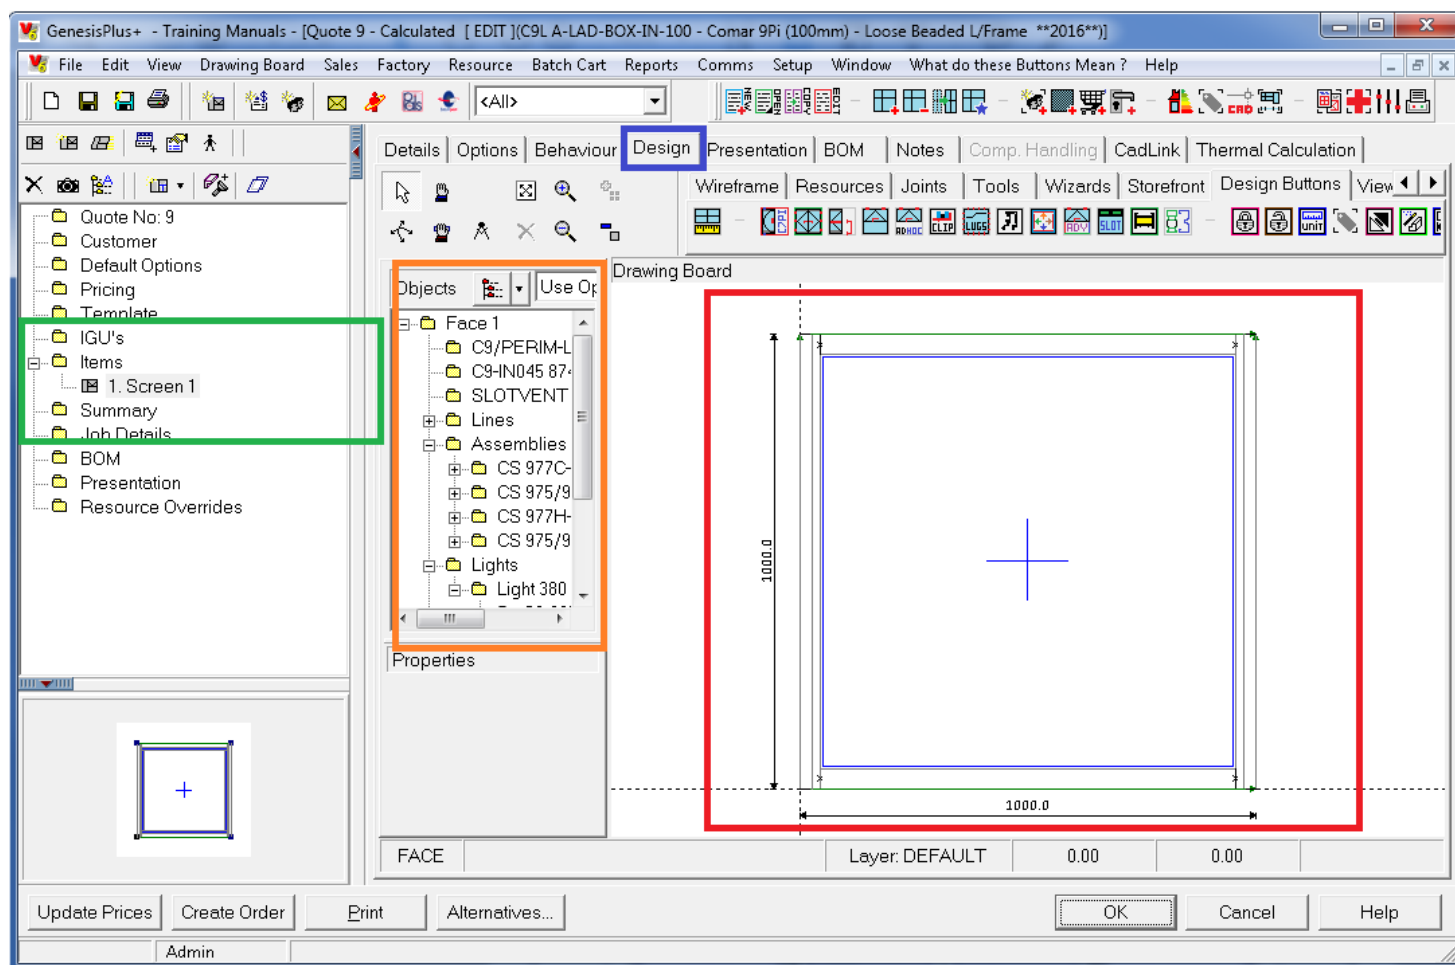 GenesisPlus+ - Training Manuals - [Quote 9 - Calculated [ EDIT ](C9L A-LAD-BOX-IN-100 - Comar 9Pi (100mm) - Loose Beaded L/Frame **2016**)]
File Edit View Drawing Board Sales Factory Resource Batch Cart Reports Comms Setup Window What do these Buttons Mean ? Help
<All>
Details Options Behaviour Design Presentation BOM Notes Comp. Handling CadLink Thermal Calculation
Wireframe Resources Joints Tools Wizards Storefront Design Buttons View
Quote No: 9
Customer
Default Options
Pricing
Template
IGU's
Items
1. Screen 1
Summary
Job Details
BOM
Presentation
Resource Overrides
Objects Use Op
Face 1
C9/PERIM-L
C9-IN045 874
SLOTVENT
Lines
Assemblies
CS 977C-
CS 975/9
CS 977H-
CS 975/9
Lights
Light 380
Properties
Drawing Board
1000.0
1000.0
FACE Layer: DEFAULT 0.00 0.00
Update Prices Create Order Print Alternatives... OK Cancel Help
Admin